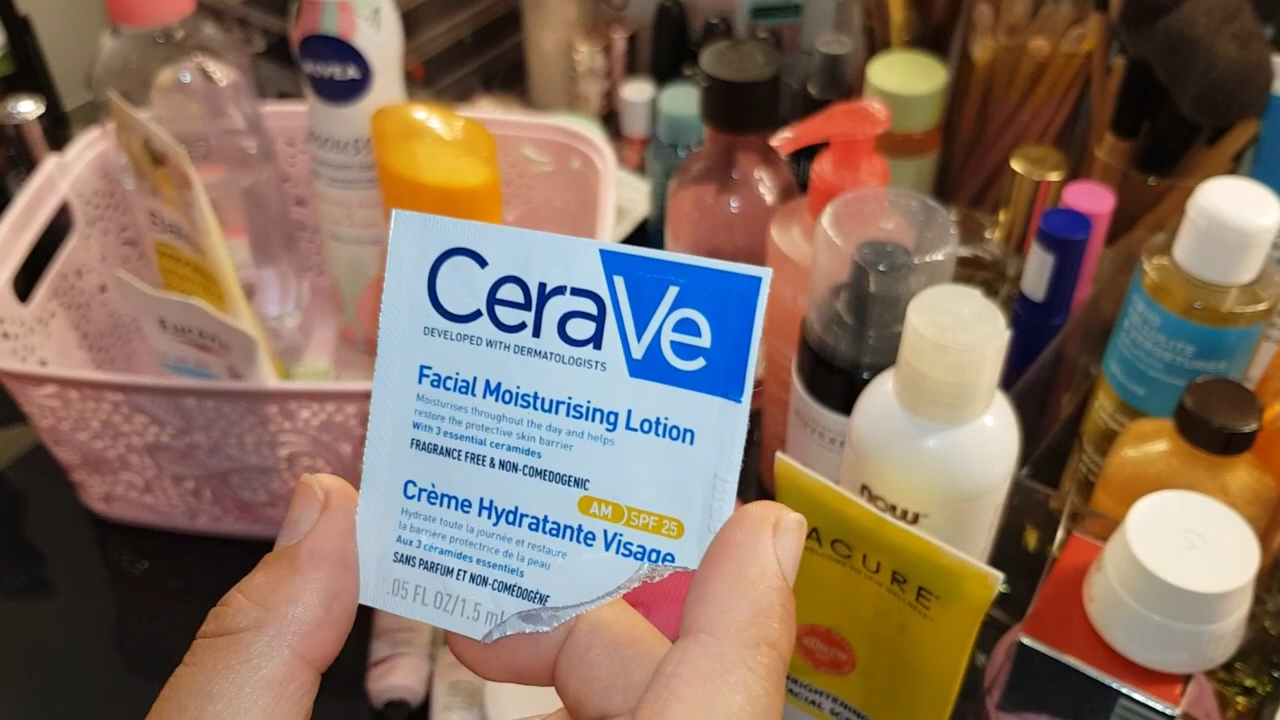 NIVEA
CeraVe
DEVELOPED WITH DERMATOLOGISTS
Facial Moisturising Lotion
Moisturises throughout the day and helps
restore the protective skin barrier
With 3 essential ceramides
FRAGRANCE FREE & NON-COMEDOGENIC
AM SPF 25
Crème Hydratante Visage
Hydrate toute la journée et restaure
la barrière protectrice de la peau
Aux 3 céramides essentiels
SANS PARFUM ET NON-COMÉDOGÈNE
.05 FL OZ/1.5 ml
now
ACURE